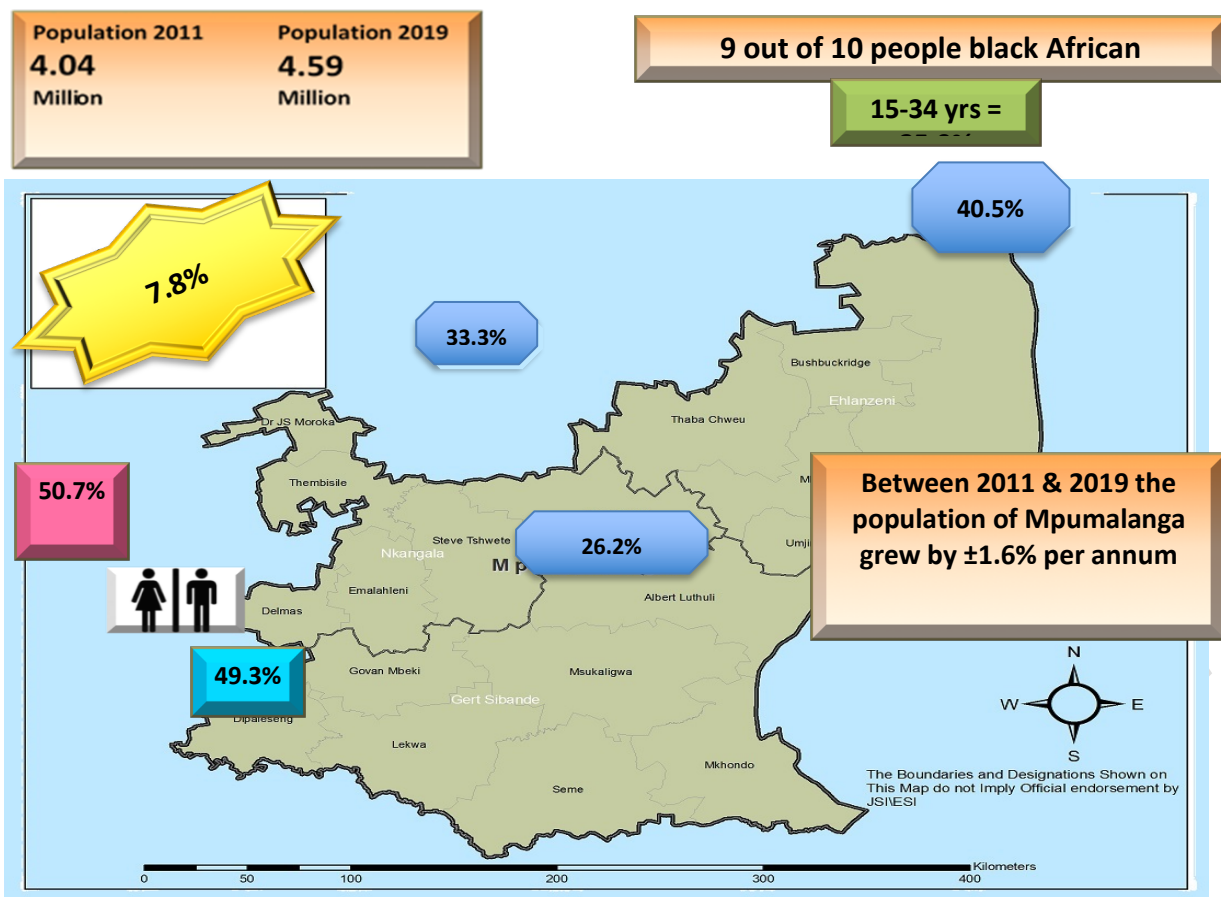 Population 2011 Population 2019
4.04 4.59
Million Million
9 out of 10 people black African
15-34 yrs =
40.5%
7.8%
33.3%
Bushbuckridge
Ehlanzeni
Thaba Chweu
Dr JS Moroka
Thembisile
50.7%
Between 2011 & 2019 the
population of Mpumalanga
grew by ±1.6% per annum
M
Umji
Steve Tshwete
26.2%
Nkangala
M p
Emalahleni
Albert Luthuli
Delmas
49.3%
Govan Mbeki
Msukaligwa
Gert Sibande
Dipaleseng
Lekwa
Mkhondo
Seme
N
W E
S
The Boundaries and Designations Shown on
This Map do not Imply Official endorsement by
JSI\ESI
Kilometers
0 50 100 200 300 400